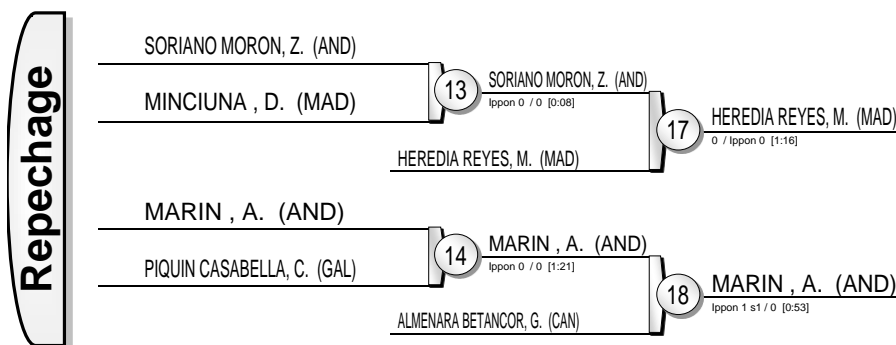 Repechage
SORIANO MORON, Z. (AND)
MINCIUNA , D. (MAD)
13
SORIANO MORON, Z. (AND)
Ippon 0 / 0 [0:08]
HEREDIA REYES, M. (MAD)
17
HEREDIA REYES, M. (MAD)
0 / Ippon 0 [1:16]
MARIN , A. (AND)
PIQUIN CASABELLA, C. (GAL)
14
MARIN , A. (AND)
Ippon 0 / 0 [1:21]
ALMENARA BETANCOR, G. (CAN)
18
MARIN , A. (AND)
Ippon 1 s1 / 0 [0:53]